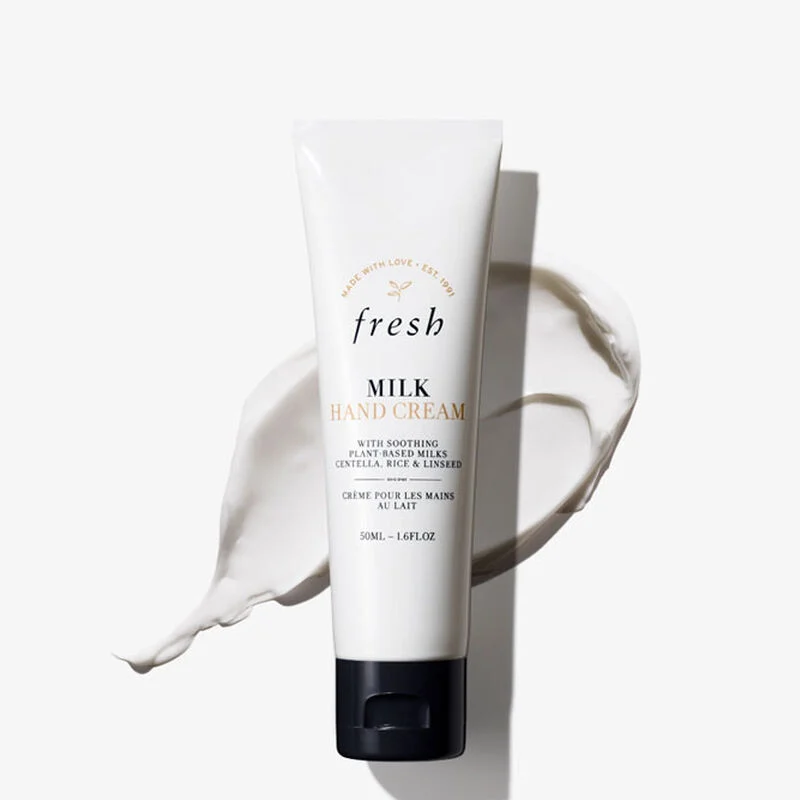 MADE WITH LOVE • EST. 1991
fresh
MILK
HAND CREAM
WITH SOOTHING
PLANT-BASED MILKS
CENTELLA, RICE & LINSEED
CRÈME POUR LES MAINS
AU LAIT
50ML – 1.6FLOZ